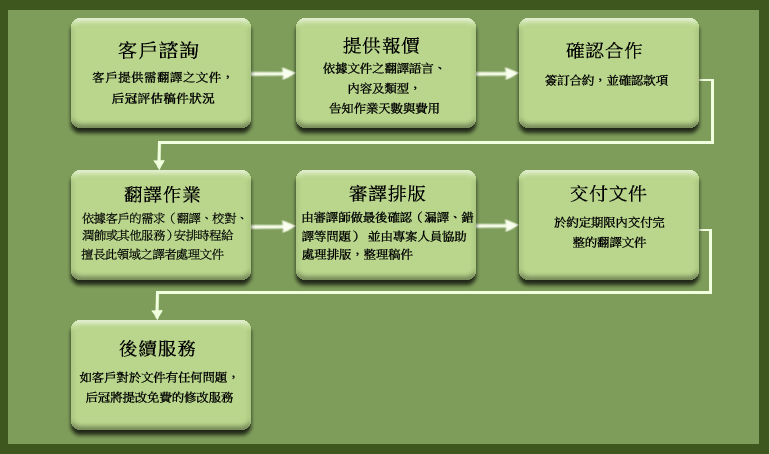 客戶諮詢
客戶提供需翻譯之文件，
后冠評估稿件狀況
提供報價
依據文件之翻譯語言、
內容及類型，
告知作業天數與費用
確認合作
簽訂合約，並確認款項
翻譯作業
依據客戶的需求（翻譯、校對、
潤飾或其他服務）安排時程給
擅長此領域之譯者處理文件
審譯排版
由審譯師做最後確認（漏譯、錯
譯等問題） 並由專案人員協助
處理排版，整理稿件
交付文件
於約定期限內交付完
整的翻譯文件
後續服務
如客戶對於文件有任何問題，
后冠將提改免費的修改服務